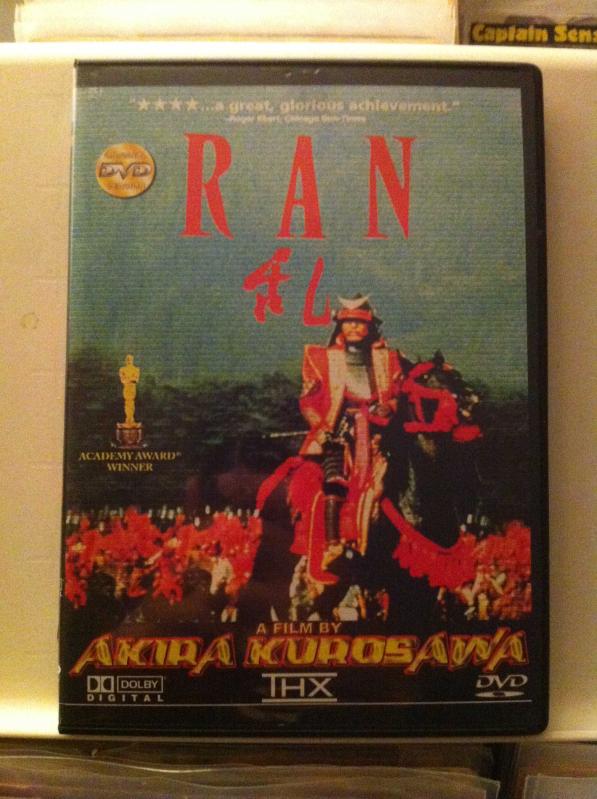 Captain Sens
"★★★★...a great, glorious achievement."
-Roger Ebert, Chicago Sun-Times
DVD
RAN
乱
ACADEMY AWARD®
WINNER
A FILM BY
AKIRA KUROSAWA
DOLBY
DIGITAL
THX
DVD